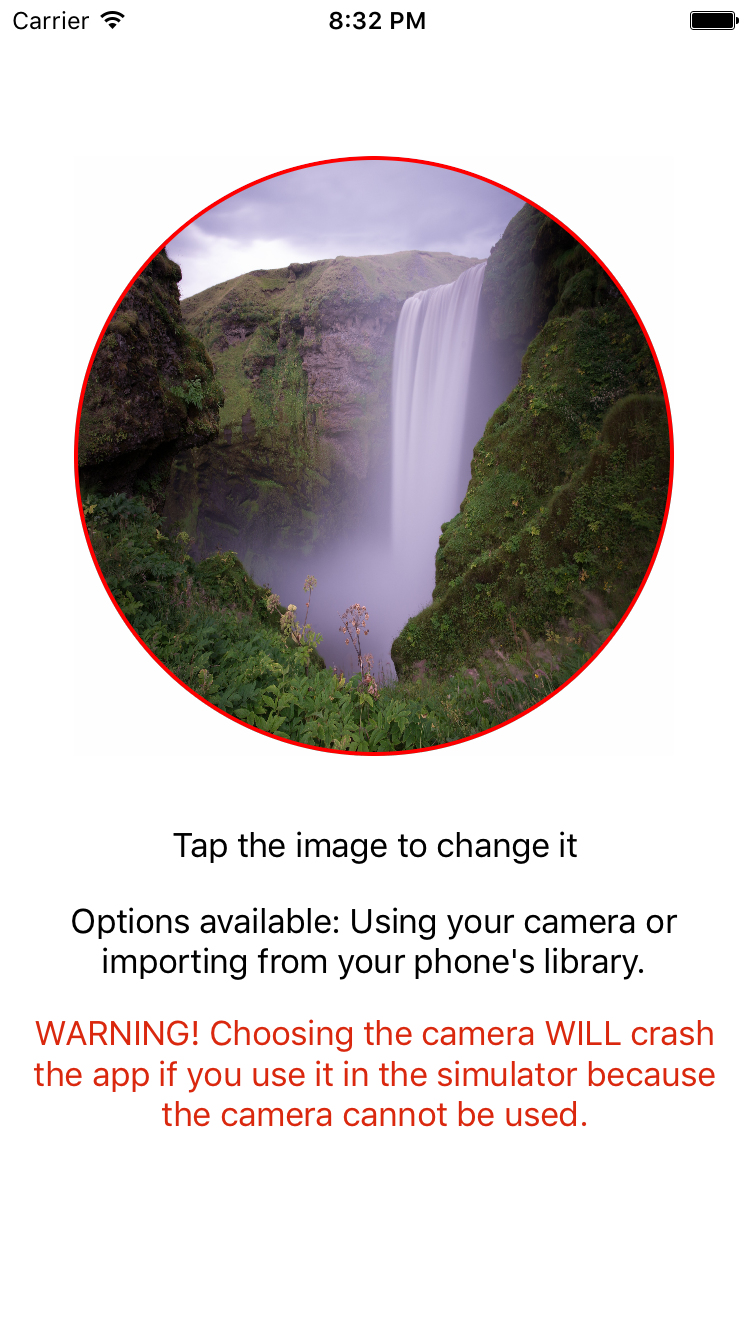 Carrier
8:32 PM
Tap the image to change it
Options available: Using your camera or
importing from your phone's library.
WARNING! Choosing the camera WILL crash
the app if you use it in the simulator because
the camera cannot be used.